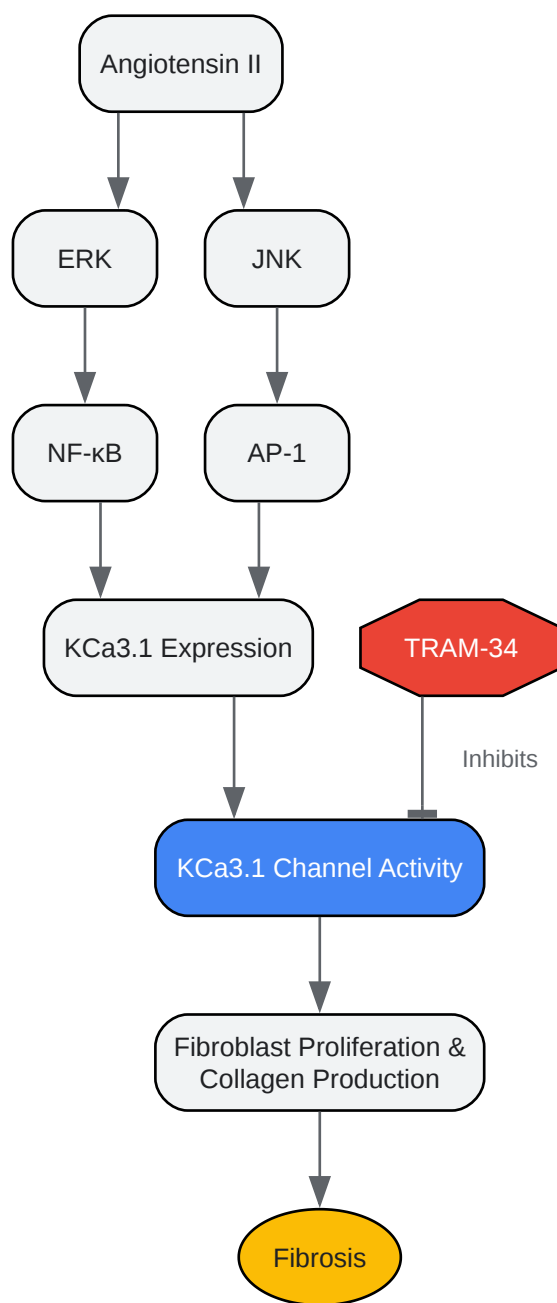 Angiotensin II
ERK
JNK
NF-κB
AP-1
KCa3.1 Expression
TRAM-34
Inhibits
KCa3.1 Channel Activity
Fibroblast Proliferation &
Collagen Production
Fibrosis